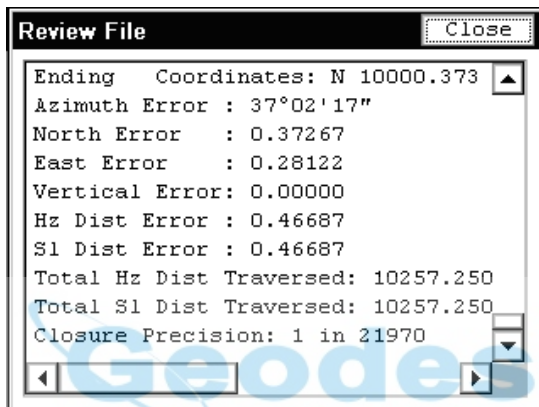 Review File
Close
Ending Coordinates: N 10000.373
Azimuth Error : 37°02'17"
North Error : 0.37267
East Error : 0.28122
Vertical Error: 0.00000
Hz Dist Error : 0.46687
Sl Dist Error : 0.46687
Total Hz Dist Traversed: 10257.250
Total Sl Dist Traversed: 10257.250
Closure Precision: 1 in 21970
Geodes